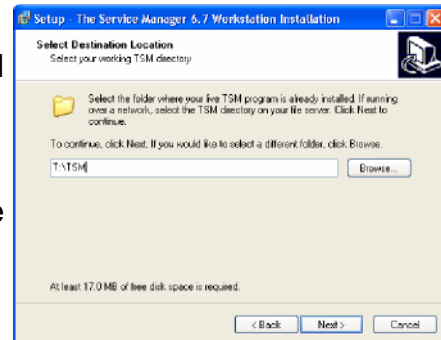 Setup - The Service Manager 6.7 Workstation Installation
Select Destination Location
Select your working TSM directory
Select the folder where your live TSM program is already installed. If running
over a network, select the TSM directory on your file server. Click Next to
continue.
To continue, click Next. If you would like to select a different folder, click Browse.
T:\TSM
Browse...
At least 17.0 MB of free disk space is required.
< Back
Next >
Cancel